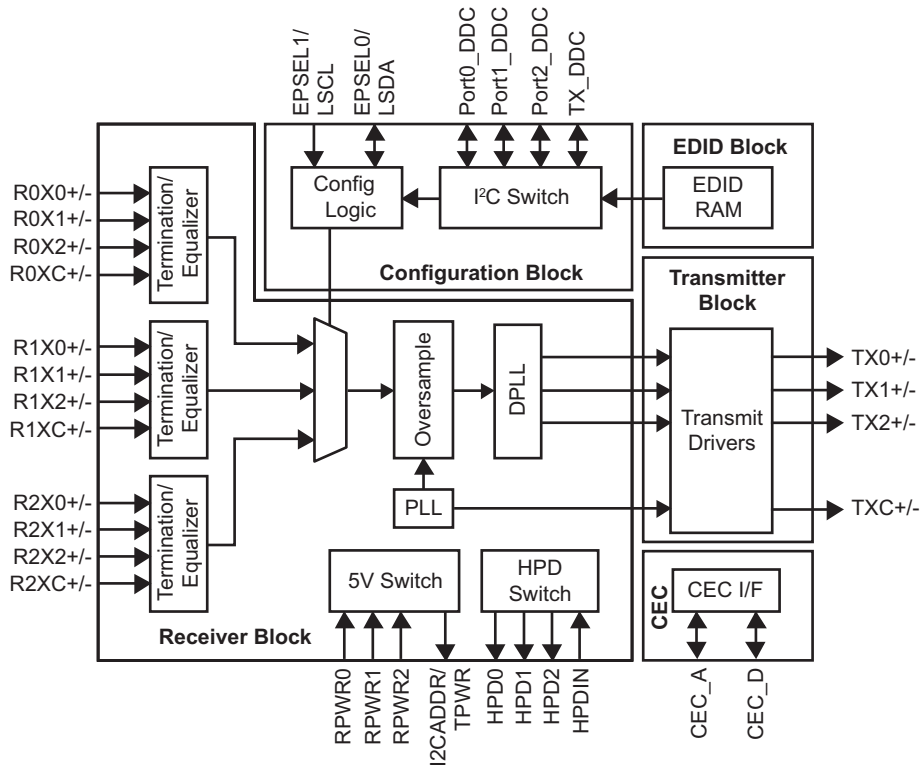 EPSEL1/
LSCL
EPSEL0/
LSDA
Port0_DDC
Port1_DDC
Port2_DDC
TX_DDC
Config
Logic
I²C Switch
Configuration Block
EDID Block
EDID
RAM
R0X0+/-
R0X1+/-
R0X2+/-
R0XC+/-
Termination/
Equalizer
R1X0+/-
R1X1+/-
R1X2+/-
R1XC+/-
Termination/
Equalizer
R2X0+/-
R2X1+/-
R2X2+/-
R2XC+/-
Termination/
Equalizer
Oversample
DPLL
PLL
Transmitter
Block
Transmit
Drivers
TX0+/-
TX1+/-
TX2+/-
TXC+/-
5V Switch
HPD
Switch
Receiver Block
CEC
CEC I/F
RPWR0
RPWR1
RPWR2
I2CADDR/
TPWR
HPD0
HPD1
HPD2
HPDIN
CEC_A
CEC_D